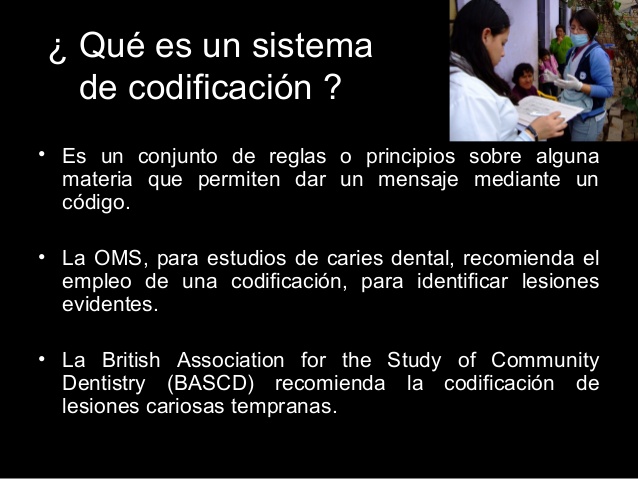 ¿ Qué es un sistema
de codificación ?
• Es un conjunto de reglas o principios sobre alguna
materia que permiten dar un mensaje mediante un
código.
• La OMS, para estudios de caries dental, recomienda el
empleo de una codificación, para identificar lesiones
evidentes.
• La British Association for the Study of Community
Dentistry (BASCD) recomienda la codificación de
lesiones cariosas tempranas.